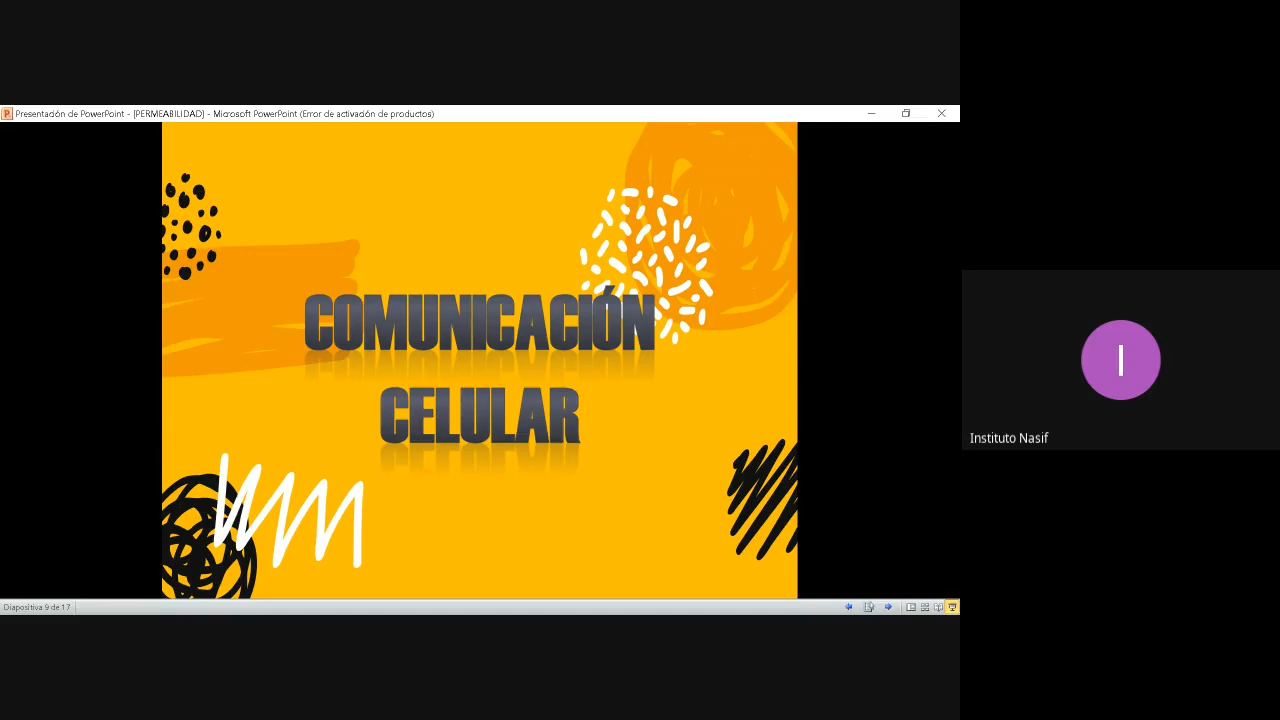 Presentación de PowerPoint - [PERMEABILIDAD] - Microsoft PowerPoint (Error de activación de productos)
COMUNICACIÓN
CELULAR
I
Instituto Nasif
Diapositiva 9 de 17